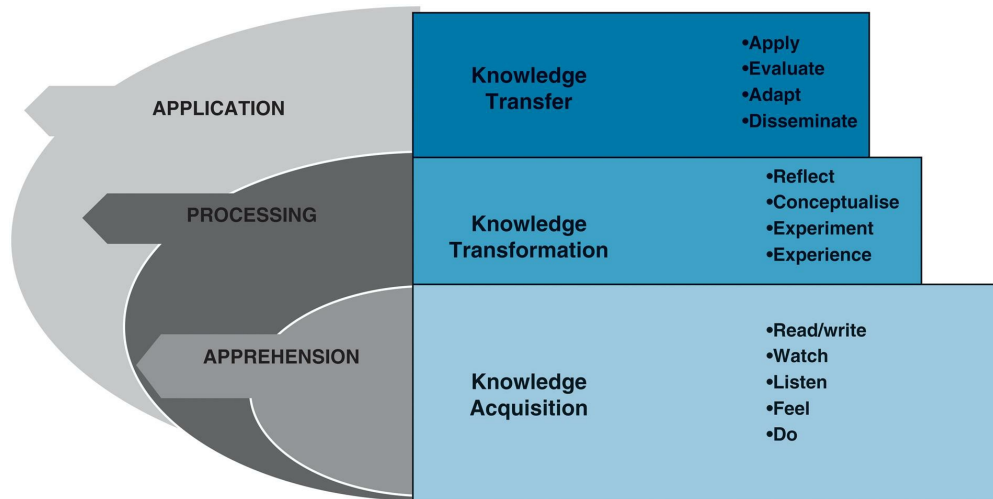 APPLICATION
Knowledge
Transfer
•Apply
•Evaluate
•Adapt
•Disseminate
PROCESSING
Knowledge
Transformation
•Reflect
•Conceptualise
•Experiment
•Experience
APPREHENSION
Knowledge
Acquisition
•Read/write
•Watch
•Listen
•Feel
•Do